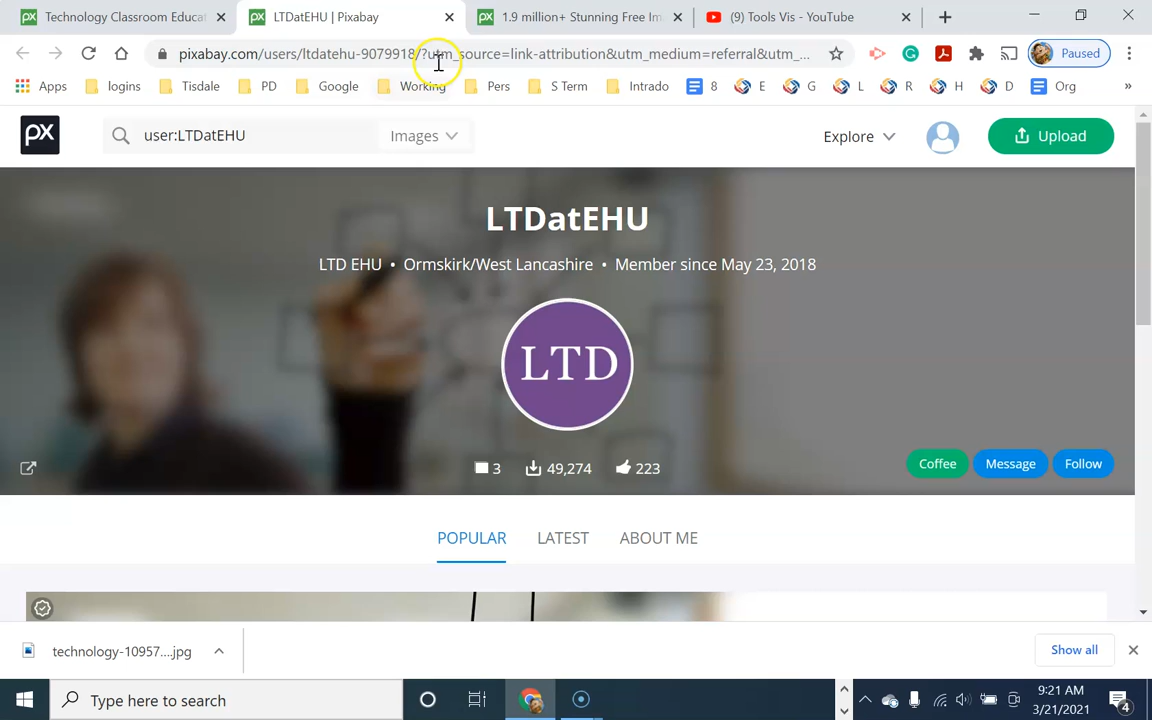 Technology Classroom Educat
LTDatEHU | Pixabay
1.9 million+ Stunning Free Im
(9) Tools Vis - YouTube
pixabay.com/users/ltdatehu-9079918/?utm_source=link-attribution&utm_medium=referral&utm_...
Paused
Apps logins Tisdale PD Google Working Pers S Term Intrado 8 E G L R H D Org »
px
user:LTDatEHU
Images
Explore
Upload
LTDatEHU
LTD EHU • Ormskirk/West Lancashire • Member since May 23, 2018
LTD
3 49,274 223
Coffee Message Follow
POPULAR LATEST ABOUT ME
technology-10957....jpg
Show all
Type here to search
9:21 AM
3/21/2021
4